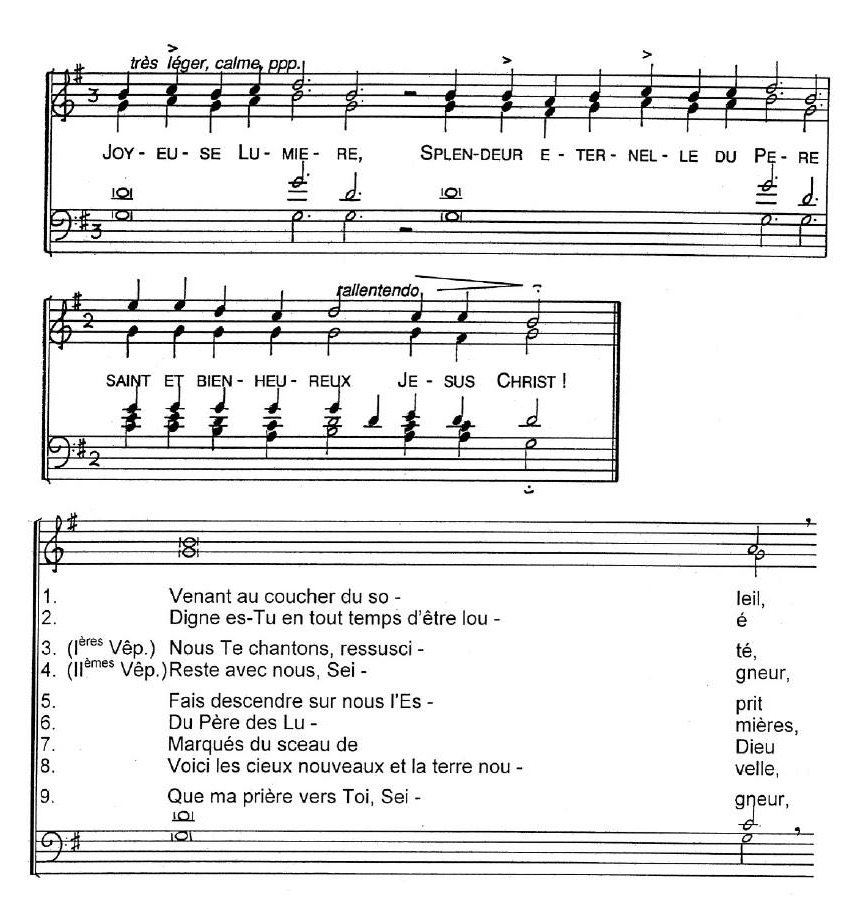 très léger, calme, ppp.
3
JOY - EU - SE LU - MIE - RE, SPLEN-DEUR E - TER - NEL - LE DU PE - RE
3
rallentendo
2
SAINT ET BIEN - HEU - REUX JE - SUS CHRIST !
2
1. Venant au coucher du so - leil,
2. Digne es-Tu en tout temps d'être lou - é
3. (Ières Vêp.) Nous Te chantons, ressusci - té,
4. (IIèmes Vêp.) Reste avec nous, Sei - gneur,
5. Fais descendre sur nous l'Es - prit
6. Du Père des Lu - mières,
7. Marqués du sceau de Dieu
8. Voici les cieux nouveaux et la terre nou - velle,
9. Que ma prière vers Toi, Sei - gneur,